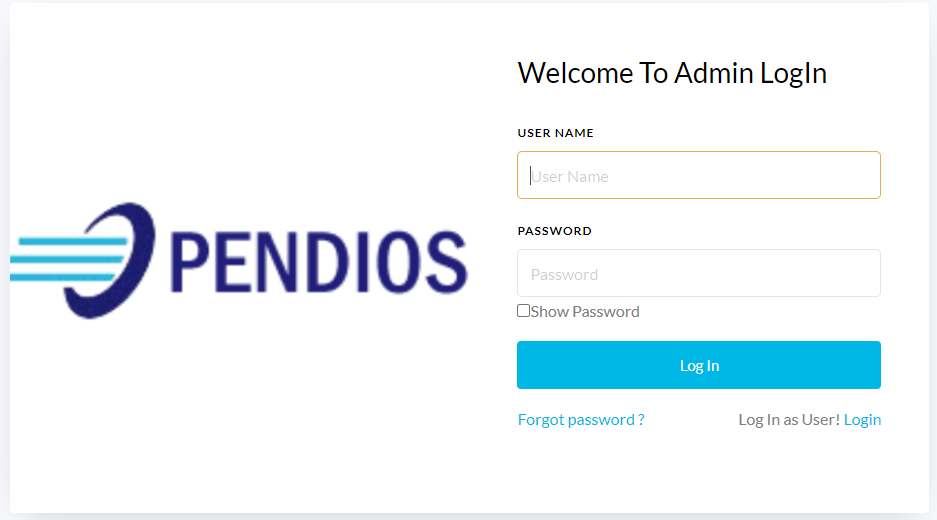 PENDIOS
Welcome To Admin LogIn
USER NAME
User Name
PASSWORD
Password
Show Password
Log In
Forgot password ?
Log In as User! Login